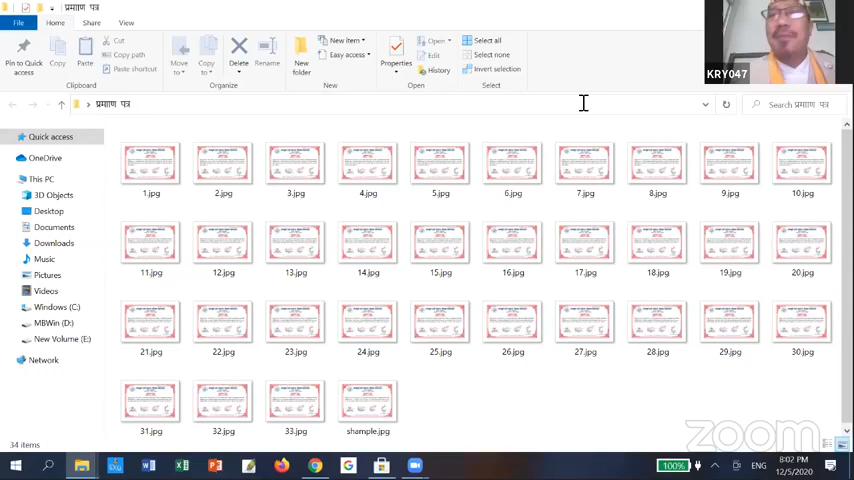 प्रमााण पत्र
File Home Share View
Pin to Quick access
Copy
Paste
Cut
Copy path
Paste shortcut
Clipboard
Move to
Copy to
Delete
Rename
Organize
New folder
New item
Easy access
New
Properties
Open
Edit
History
Open
Select all
Select none
Invert selection
Select
KRY047
प्रमााण पत्र
Search प्रमााण पत्र
Quick access
OneDrive
This PC
3D Objects
Desktop
Documents
Downloads
Music
Pictures
Videos
Windows (C:)
MBWin (D:)
New Volume (E:)
Network
1.jpg 2.jpg 3.jpg 4.jpg 5.jpg 6.jpg 7.jpg 8.jpg 9.jpg 10.jpg
11.jpg 12.jpg 13.jpg 14.jpg 15.jpg 16.jpg 17.jpg 18.jpg 19.jpg 20.jpg
21.jpg 22.jpg 23.jpg 24.jpg 25.jpg 26.jpg 27.jpg 28.jpg 29.jpg 30.jpg
31.jpg 32.jpg 33.jpg shample.jpg
34 items
zoom
100%
ENG
8:02 PM
12/5/2020